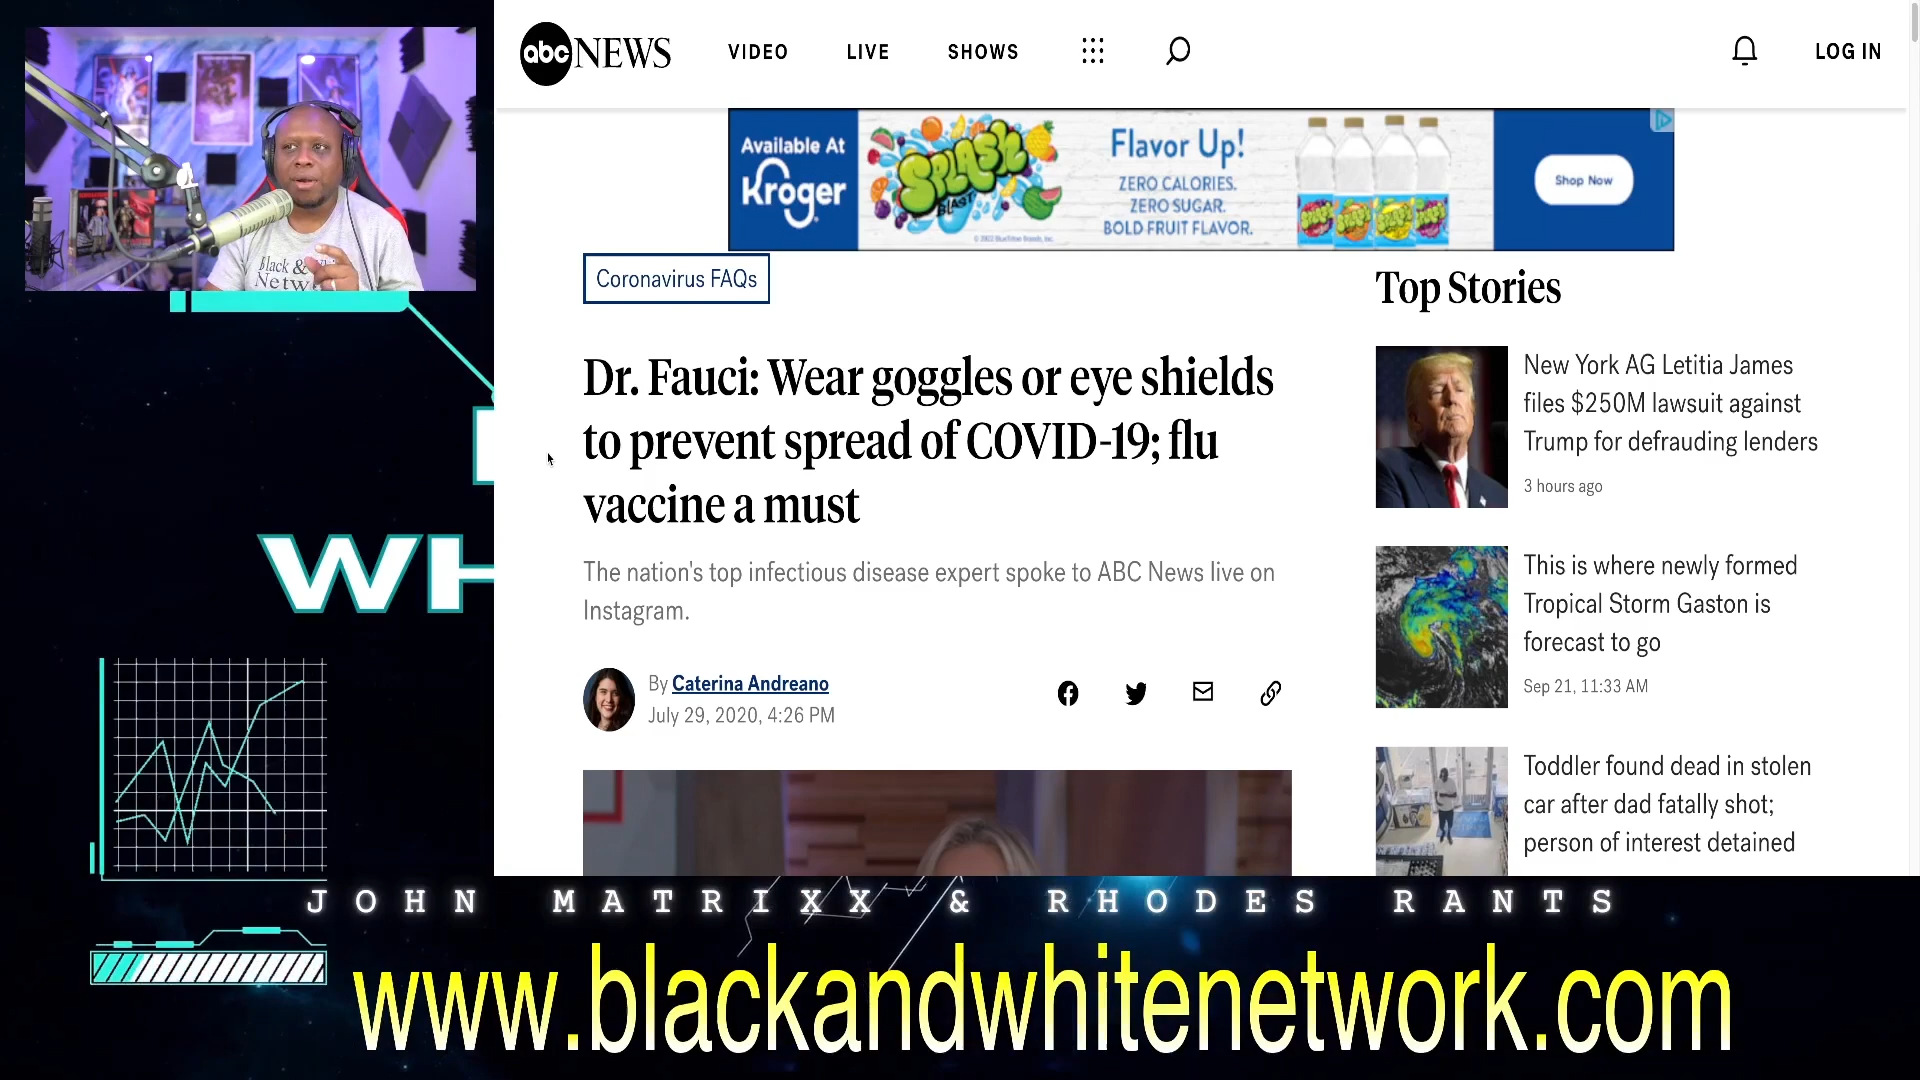 abc NEWS
VIDEO
LIVE
SHOWS
LOG IN
Available At
Kroger
SPLASH
BLAST
Flavor Up!
ZERO CALORIES.
ZERO SUGAR.
BOLD FRUIT FLAVOR.
Shop Now
Black &
Netw
Coronavirus FAQs
Dr. Fauci: Wear goggles or eye shields
to prevent spread of COVID-19; flu
vaccine a must
The nation's top infectious disease expert spoke to ABC News live on
Instagram.
By Caterina Andreano
July 29, 2020, 4:26 PM
Top Stories
New York AG Letitia James
files $250M lawsuit against
Trump for defrauding lenders
3 hours ago
This is where newly formed
Tropical Storm Gaston is
forecast to go
Sep 21, 11:33 AM
Toddler found dead in stolen
car after dad fatally shot;
person of interest detained
WH
JOHN MATRIXX & RHODES RANTS
www.blackandwhitenetwork.com